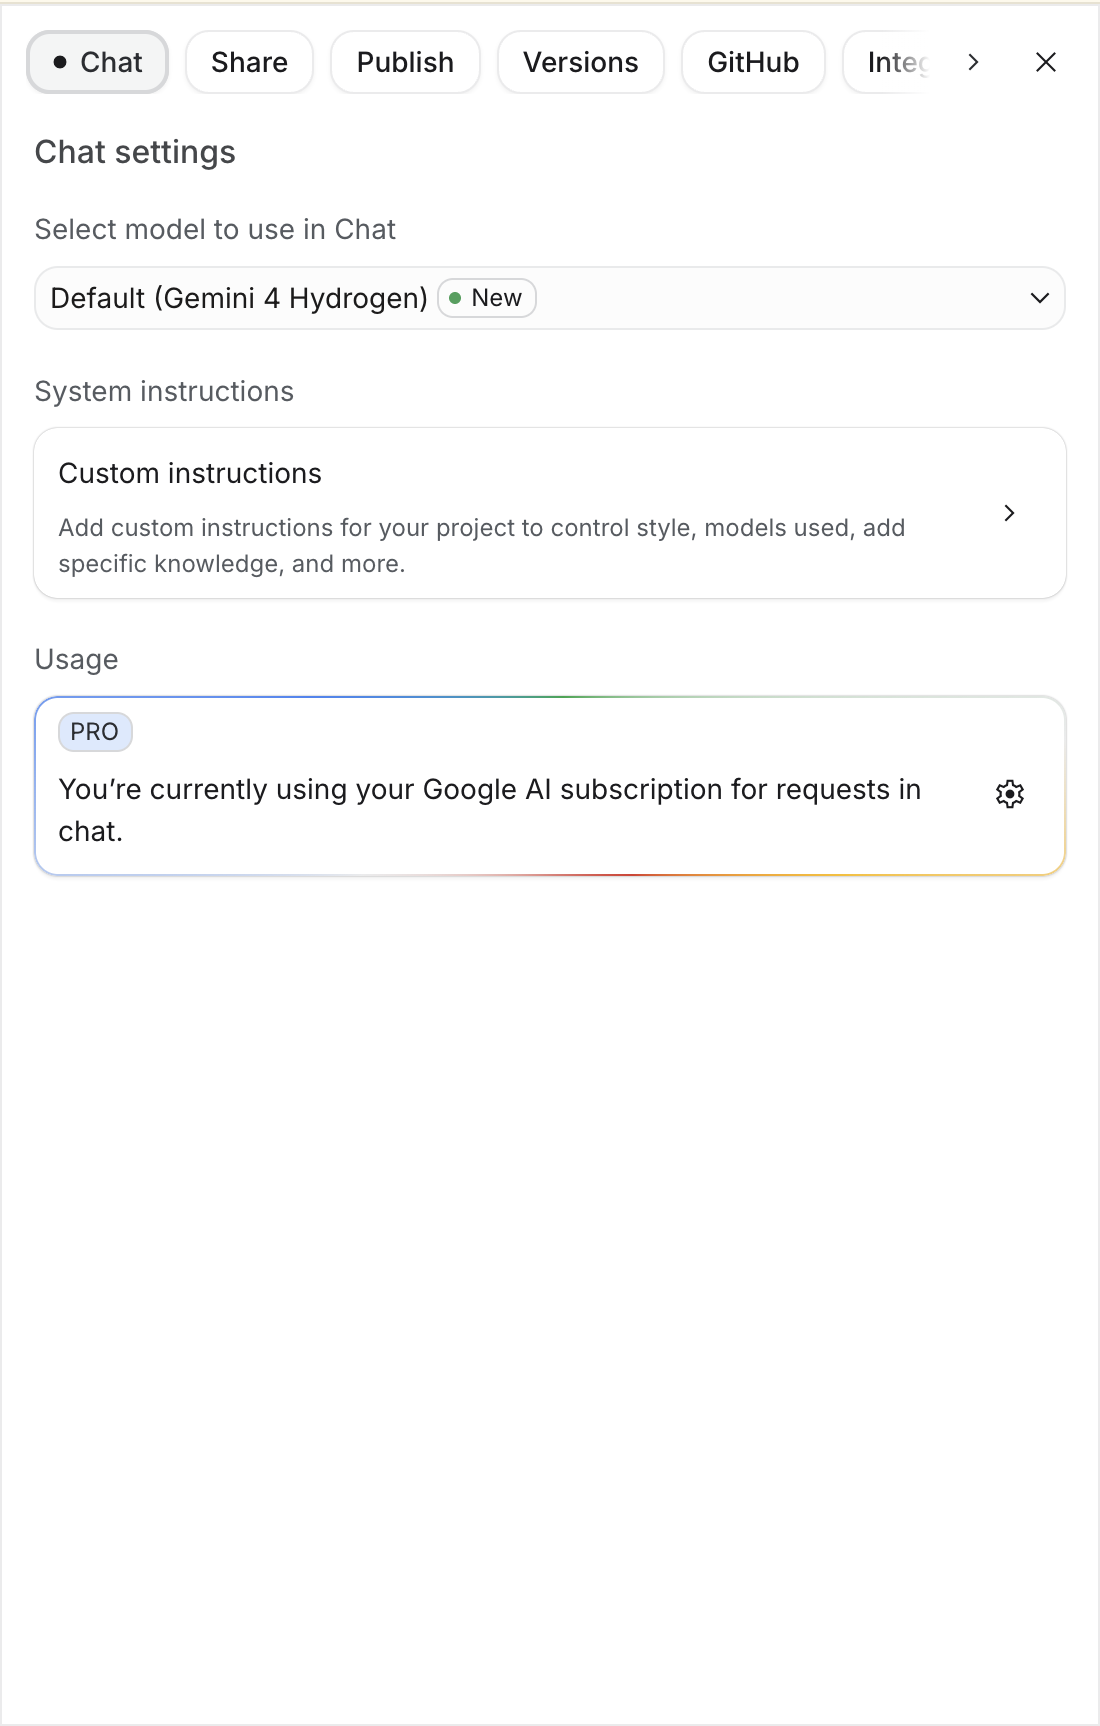 Chat
Share
Publish
Versions
GitHub
Chat settings
Select model to use in Chat
Default (Gemini 4 Hydrogen)
New
System instructions
Custom instructions
Add custom instructions for your project to control style, models used, add
specific knowledge, and more.
Usage
PRO
You’re currently using your Google AI subscription for requests in
chat.